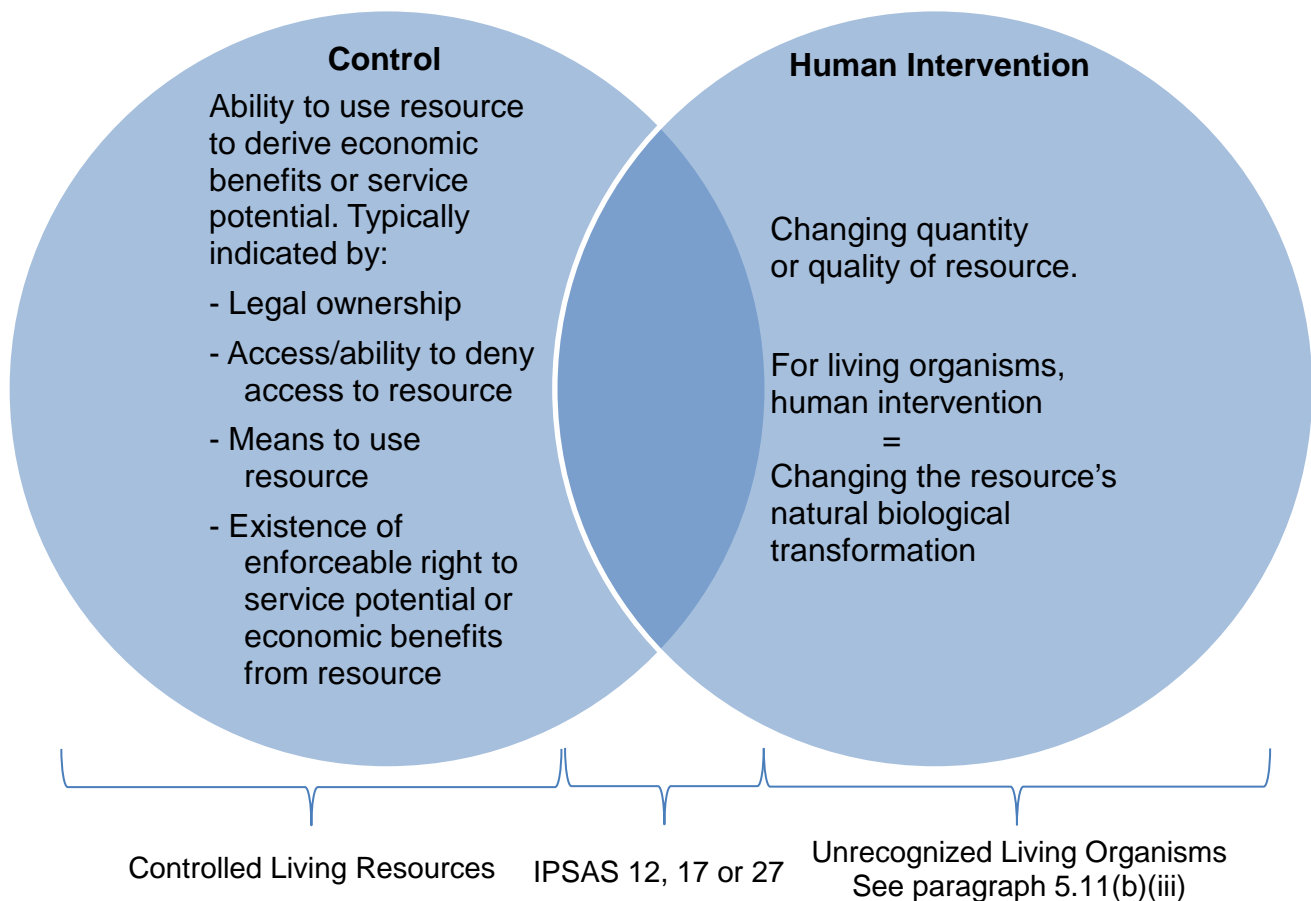 Control
Ability to use resource
to derive economic
benefits or service
potential. Typically
indicated by:
- Legal ownership
- Access/ability to deny
access to resource
- Means to use
resource
- Existence of
enforceable right to
service potential or
economic benefits
from resource
Human Intervention
Changing quantity
or quality of resource.
For living organisms,
human intervention
=
Changing the resource’s
natural biological
transformation
Controlled Living Resources
IPSAS 12, 17 or 27
Unrecognized Living Organisms
See paragraph 5.11(b)(iii)